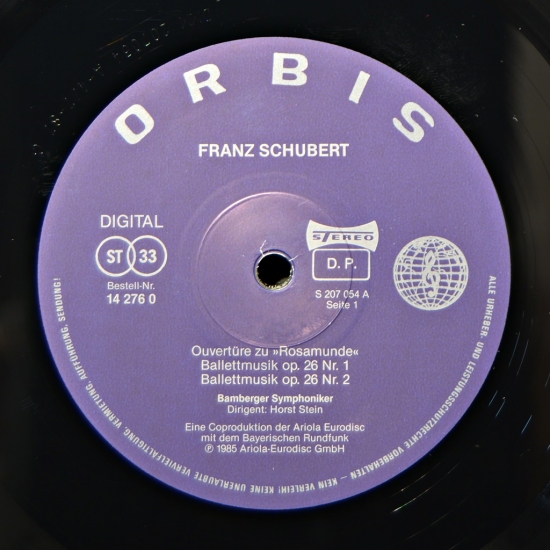 ORBIS
FRANZ SCHUBERT
DIGITAL
ST 33
Bestell-Nr.
14 276 0
STEREO
D. P.
S 207 054 A
Seite 1
Ouvertüre zu »Rosamunde«
Ballettmusik op. 26 Nr. 1
Ballettmusik op. 26 Nr. 2
Bamberger Symphoniker
Dirigent: Horst Stein
Eine Coproduktion der Ariola Eurodisc
mit dem Bayerischen Rundfunk
℗ 1985 Ariola-Eurodisc GmbH
ALLE URHEBER- UND LEISTUNGSSCHUTZRECHTE VORBEHALTEN – KEIN VERLEIH! KEINE UNERLAUBTE VERVIELFÄLTIGUNG, VERMIETUNG, AUFFÜHRUNG, SENDUNG!